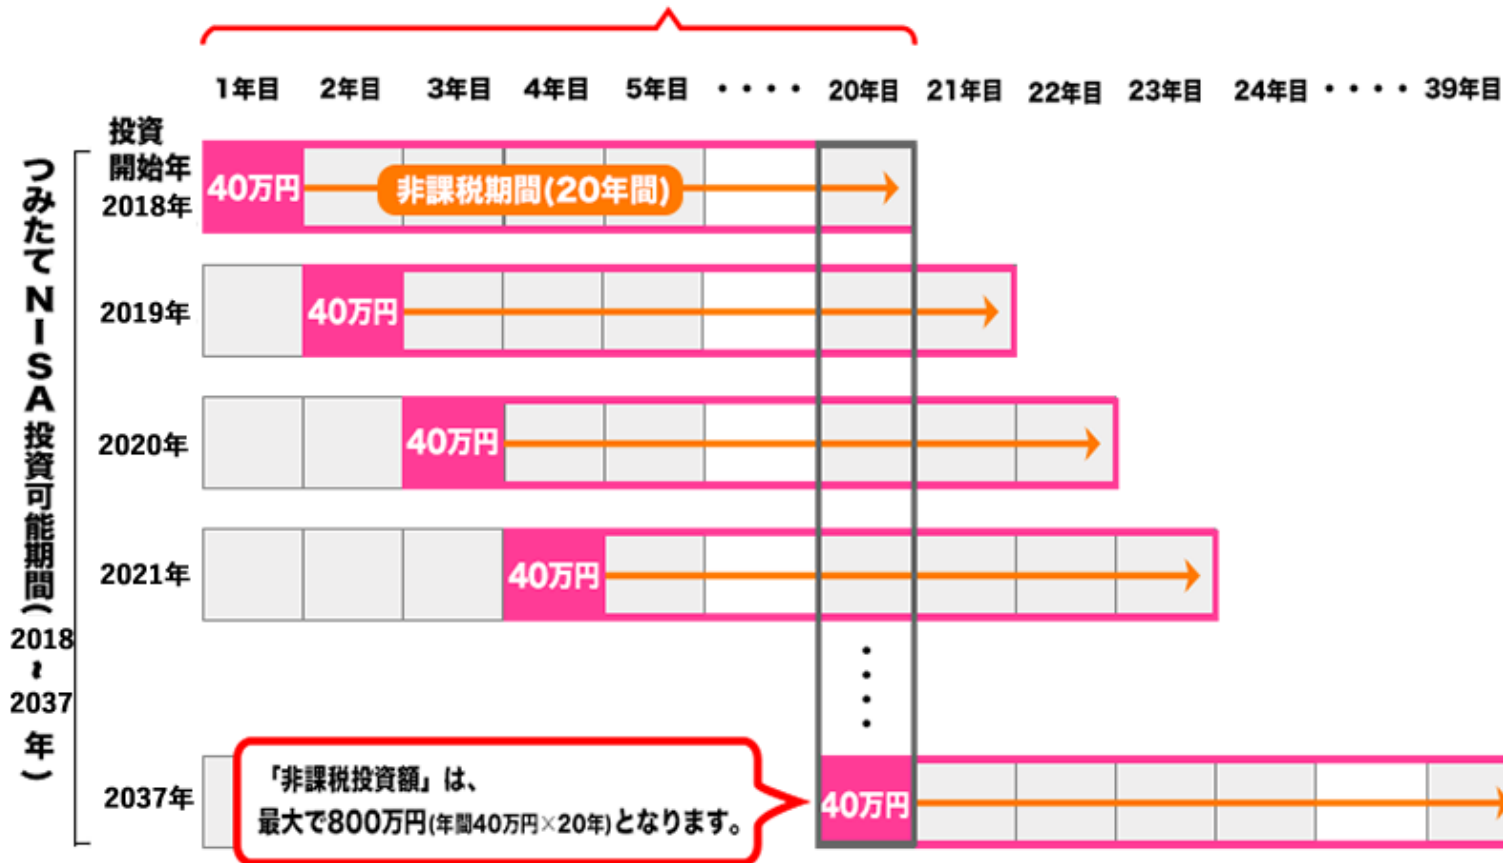 1年目 2年目 3年目 4年目 5年目 ・・・・ 20年目 21年目 22年目 23年目 24年目 ・・・・ 39年目
つみたてNISA投資可能期間(2018~2037年)
投資
開始年
2018年
40万円
非課税期間(20年間)
2019年
40万円
2020年
40万円
2021年
40万円
2037年
「非課税投資額」は、
最大で800万円(年間40万円×20年)となります。
40万円